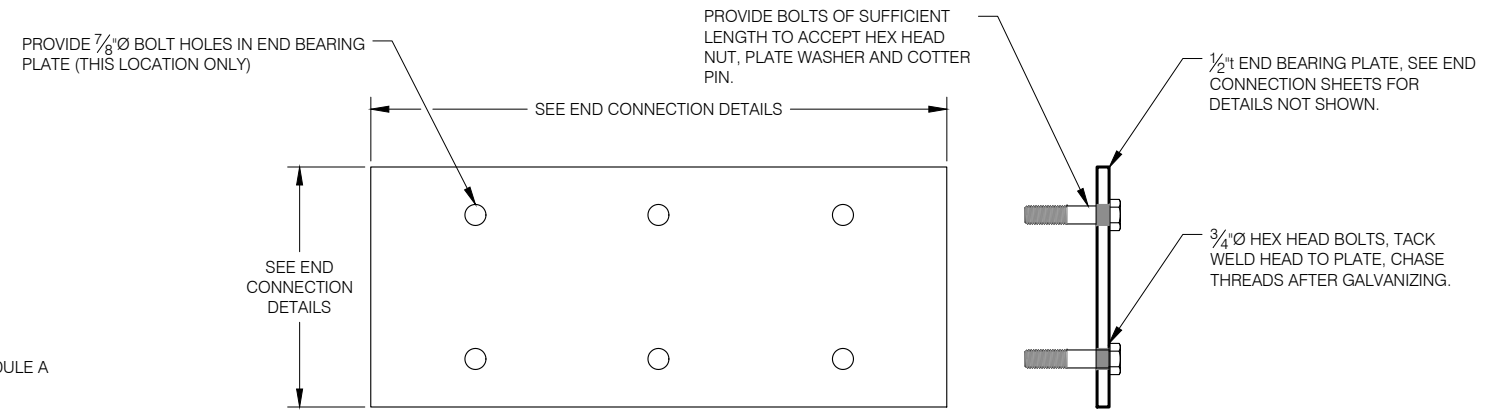 PROVIDE 7/8"Ø BOLT HOLES IN END BEARING
PLATE (THIS LOCATION ONLY)
PROVIDE BOLTS OF SUFFICIENT
LENGTH TO ACCEPT HEX HEAD
NUT, PLATE WASHER AND COTTER
PIN.
1/2"t END BEARING PLATE, SEE END
CONNECTION SHEETS FOR
DETAILS NOT SHOWN.
SEE END CONNECTION DETAILS
3/4"Ø HEX HEAD BOLTS, TACK
WELD HEAD TO PLATE, CHASE
THREADS AFTER GALVANIZING.
SEE END
CONNECTION
DETAILS
DULE A